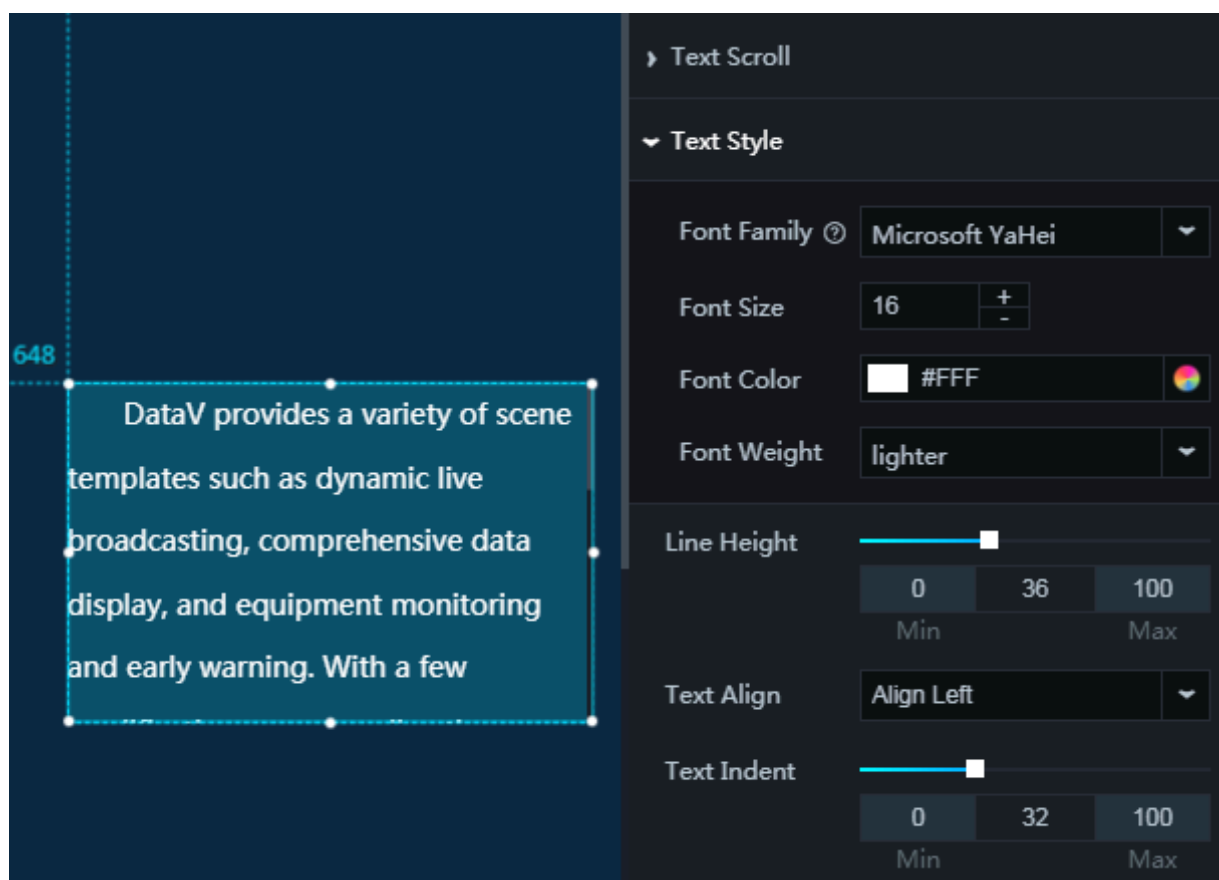 648
DataV provides a variety of scene
templates such as dynamic live
broadcasting, comprehensive data
display, and equipment monitoring
and early warning. With a few
Text Scroll
Text Style
Font Family ? Microsoft YaHei
Font Size 16 + -
Font Color #FFF
Font Weight lighter
Line Height
0 36 100
Min Max
Text Align Align Left
Text Indent
0 32 100
Min Max